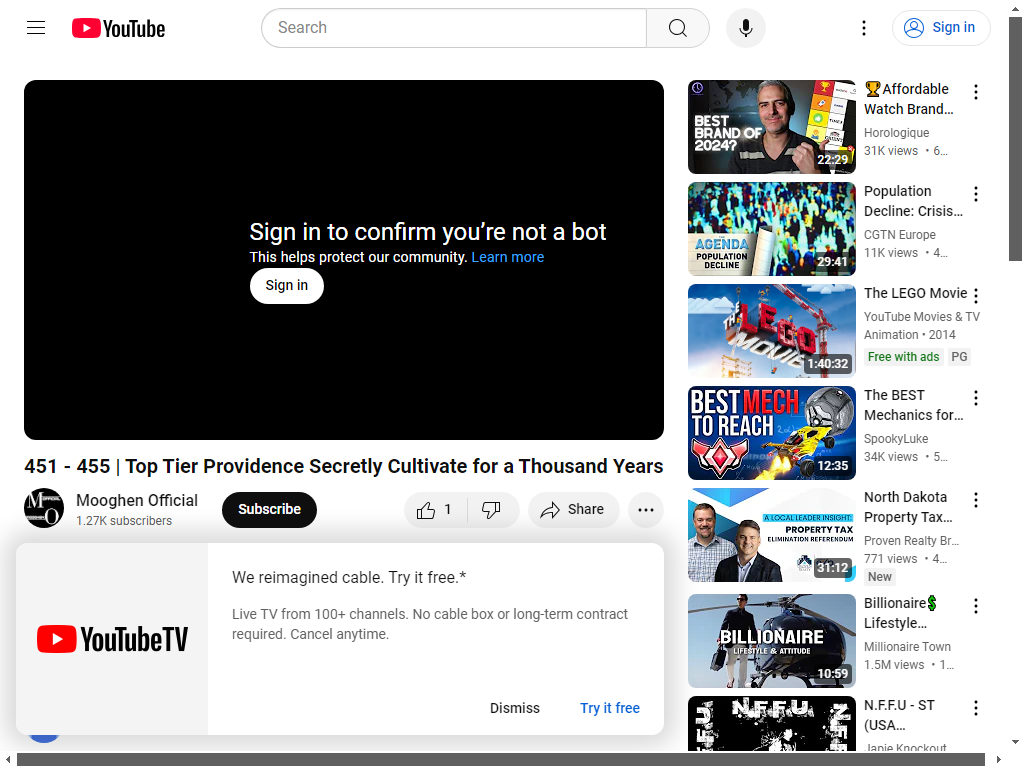 YouTube
Search
Sign in
Sign in to confirm you're not a bot
This helps protect our community. Learn more
Sign in
451 - 455 | Top Tier Providence Secretly Cultivate for a Thousand Years
Mooghen Official
1.27K subscribers
Subscribe
1
Share
We reimagined cable. Try it free.*
Live TV from 100+ channels. No cable box or long-term contract
required. Cancel anytime.
YouTubeTV
Dismiss
Try it free
BEST
BRAND OF
2024?
22:29
🏆Affordable
Watch Brand…
Horologique
31K views • 6…
THE
AGENDA
POPULATION
DECLINE
29:41
Population
Decline: Crisis…
CGTN Europe
11K views • 4…
THE
LEGO
MOVIE
1:40:32
The LEGO Movie
YouTube Movies & TV
Animation • 2014
Free with ads
PG
BEST MECH
TO REACH
12:35
The BEST
Mechanics for…
SpookyLuke
34K views • 5…
A LOCAL LEADER INSIGHT:
PROPERTY TAX
ELIMINATION REFERENDUM
31:12
North Dakota
Property Tax…
Proven Realty Br…
771 views • 4…
New
BILLIONAIRE
LIFESTYLE & ATTITUDE
10:59
Billionaire💲
Lifestyle…
Millionaire Town
1.5M views • 1…
N.F.F.U
N.F.F.U - ST
(USA…
Janie Knockout